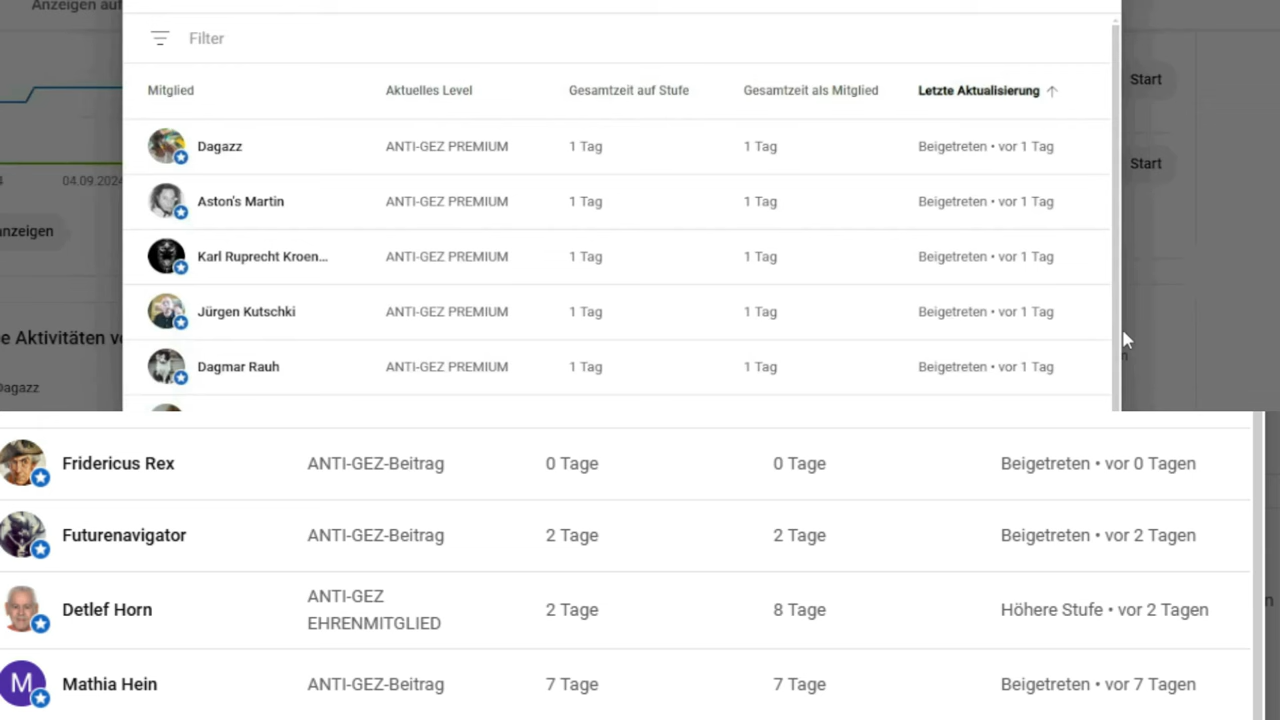 Anzeigen auf
Filter
Mitglied Aktuelles Level Gesamtzeit auf Stufe Gesamtzeit als Mitglied Letzte Aktualisierung ↑
Start
Dagazz ANTI-GEZ PREMIUM 1 Tag 1 Tag Beigetreten • vor 1 Tag
Start
4 04.09.2024
Aston's Martin ANTI-GEZ PREMIUM 1 Tag 1 Tag Beigetreten • vor 1 Tag
anzeigen
Karl Ruprecht Kroen... ANTI-GEZ PREMIUM 1 Tag 1 Tag Beigetreten • vor 1 Tag
Jürgen Kutschki ANTI-GEZ PREMIUM 1 Tag 1 Tag Beigetreten • vor 1 Tag
e Aktivitäten v
n
Dagmar Rauh ANTI-GEZ PREMIUM 1 Tag 1 Tag Beigetreten • vor 1 Tag
Dagazz
Fridericus Rex ANTI-GEZ-Beitrag 0 Tage 0 Tage Beigetreten • vor 0 Tagen
Futurenavigator ANTI-GEZ-Beitrag 2 Tage 2 Tage Beigetreten • vor 2 Tagen
Detlef Horn ANTI-GEZ
EHRENMITGLIED 2 Tage 8 Tage Höhere Stufe • vor 2 Tagen
n
M Mathia Hein ANTI-GEZ-Beitrag 7 Tage 7 Tage Beigetreten • vor 7 Tagen